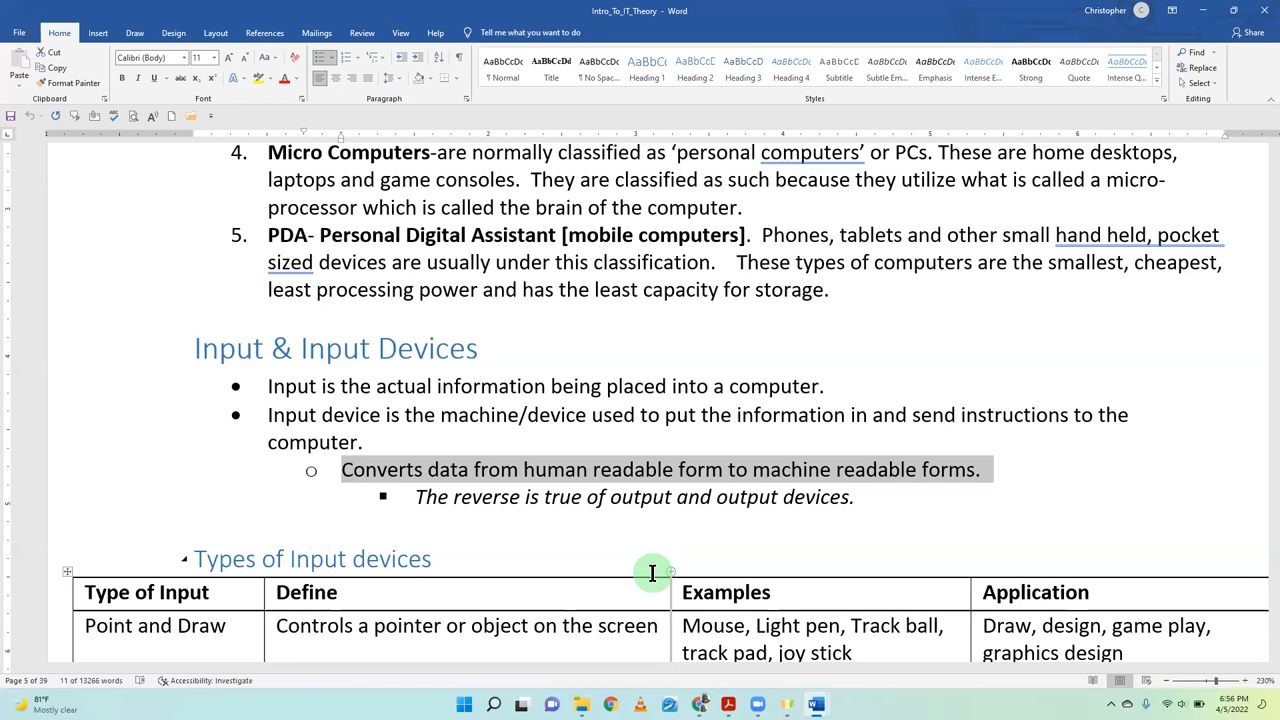 Intro_To_IT_Theory - Word
Christopher C
File Home Insert Draw Design Layout References Mailings Review View Help Tell me what you want to do Share
Cut
Copy
Paste
Format Painter
Clipboard
Calibri (Body) 11
Font
Paragraph
AaBbCcDc AaBbCcDd AaBbCcDc AaBbCc AaBbCcD AaBbCcD AaBbCcD AaBbCcD AaBbCcDc AaBbCcDc AaBbCcDc AaBbCcDc AaBbCcDc AaBbCcDc
¶ Normal Title ¶ No Spac... Heading 1 Heading 2 Heading 3 Heading 4 Subtitle Subtle Em... Emphasis Intense E... Strong Quote Intense Q...
Styles
Find
Replace
Select
Editing
4. Micro Computers-are normally classified as ‘personal computers’ or PCs. These are home desktops,
laptops and game consoles. They are classified as such because they utilize what is called a micro-
processor which is called the brain of the computer.
5. PDA- Personal Digital Assistant [mobile computers]. Phones, tablets and other small hand held, pocket
sized devices are usually under this classification. These types of computers are the smallest, cheapest,
least processing power and has the least capacity for storage.
Input & Input Devices
• Input is the actual information being placed into a computer.
• Input device is the machine/device used to put the information in and send instructions to the
computer.
o Converts data from human readable form to machine readable forms.
▪ The reverse is true of output and output devices.
Types of Input devices
Type of Input Define Examples Application
Point and Draw Controls a pointer or object on the screen Mouse, Light pen, Track ball, Draw, design, game play,
track pad, joy stick graphics design
Page 5 of 39 11 of 13266 words Accessibility: Investigate 230%
81°F
Mostly clear
6:56 PM
4/5/2022